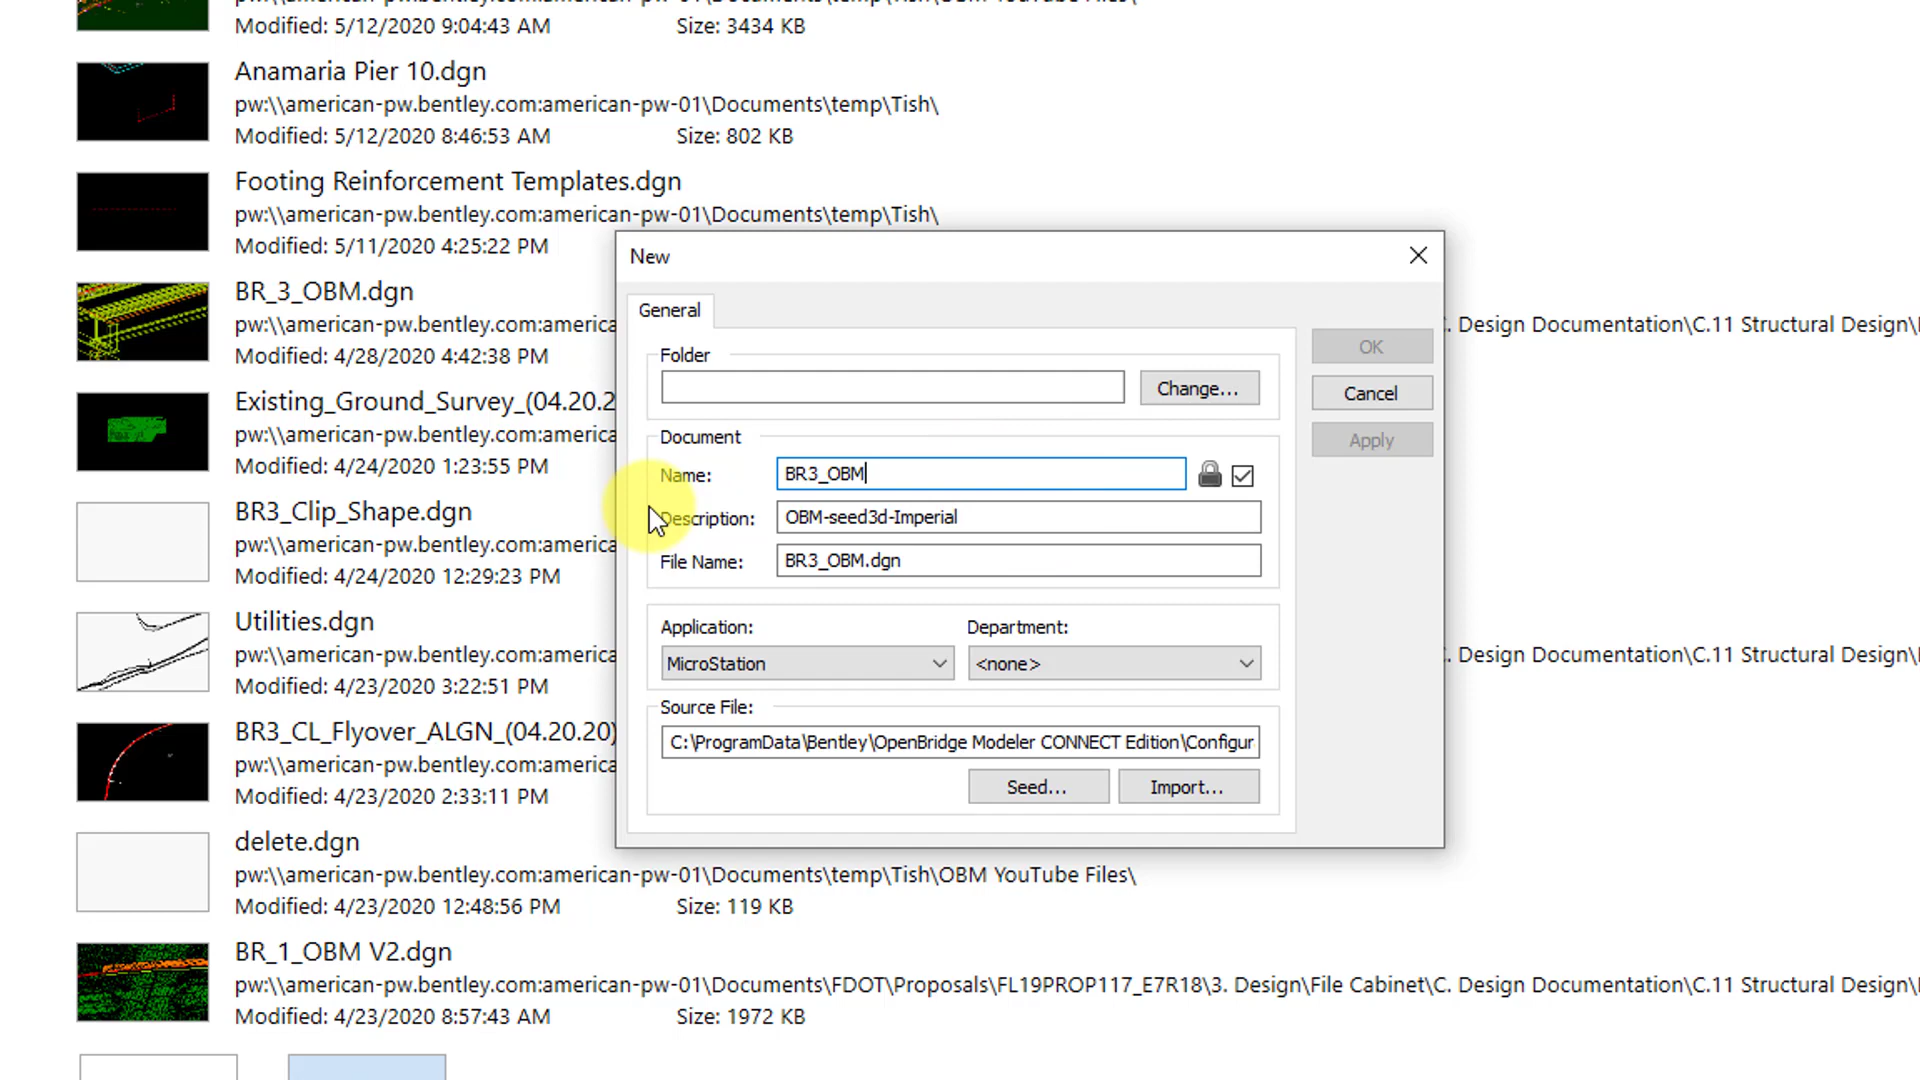 Modified: 5/12/2020 9:04:43 AM Size: 3434 KB
Anamaria Pier 10.dgn
pw:\\american-pw.bentley.com:american-pw-01\Documents\temp\Tish\
Modified: 5/12/2020 8:46:53 AM Size: 802 KB
Footing Reinforcement Templates.dgn
pw:\\american-pw.bentley.com:american-pw-01\Documents\temp\Tish\
Modified: 5/11/2020 4:25:22 PM
BR_3_OBM.dgn
pw:\\american-pw.bentley.com:america
. Design Documentation\C.11 Structural Design\
Modified: 4/28/2020 4:42:38 PM
Existing_Ground_Survey_(04.20.2
pw:\\american-pw.bentley.com:america
Modified: 4/24/2020 1:23:55 PM
BR3_Clip_Shape.dgn
pw:\\american-pw.bentley.com:america
Modified: 4/24/2020 12:29:23 PM
Utilities.dgn
pw:\\american-pw.bentley.com:america
. Design Documentation\C.11 Structural Design\
Modified: 4/23/2020 3:22:51 PM
BR3_CL_Flyover_ALGN_(04.20.20)
pw:\\american-pw.bentley.com:america
Modified: 4/23/2020 2:33:11 PM
delete.dgn
pw:\\american-pw.bentley.com:american-pw-01\Documents\temp\Tish\OBM YouTube Files\
Modified: 4/23/2020 12:48:56 PM Size: 119 KB
BR_1_OBM V2.dgn
pw:\\american-pw.bentley.com:american-pw-01\Documents\FDOT\Proposals\FL19PROP117_E7R18\3. Design\File Cabinet\C. Design Documentation\C.11 Structural Design\
Modified: 4/23/2020 8:57:43 AM Size: 1972 KB
New
General
Folder
Change...
Document
Name: BR3_OBM
Description: OBM-seed3d-Imperial
File Name: BR3_OBM.dgn
Application: Department:
MicroStation <none>
Source File:
C:\ProgramData\Bentley\OpenBridge Modeler CONNECT Edition\Configur
Seed... Import...
OK
Cancel
Apply